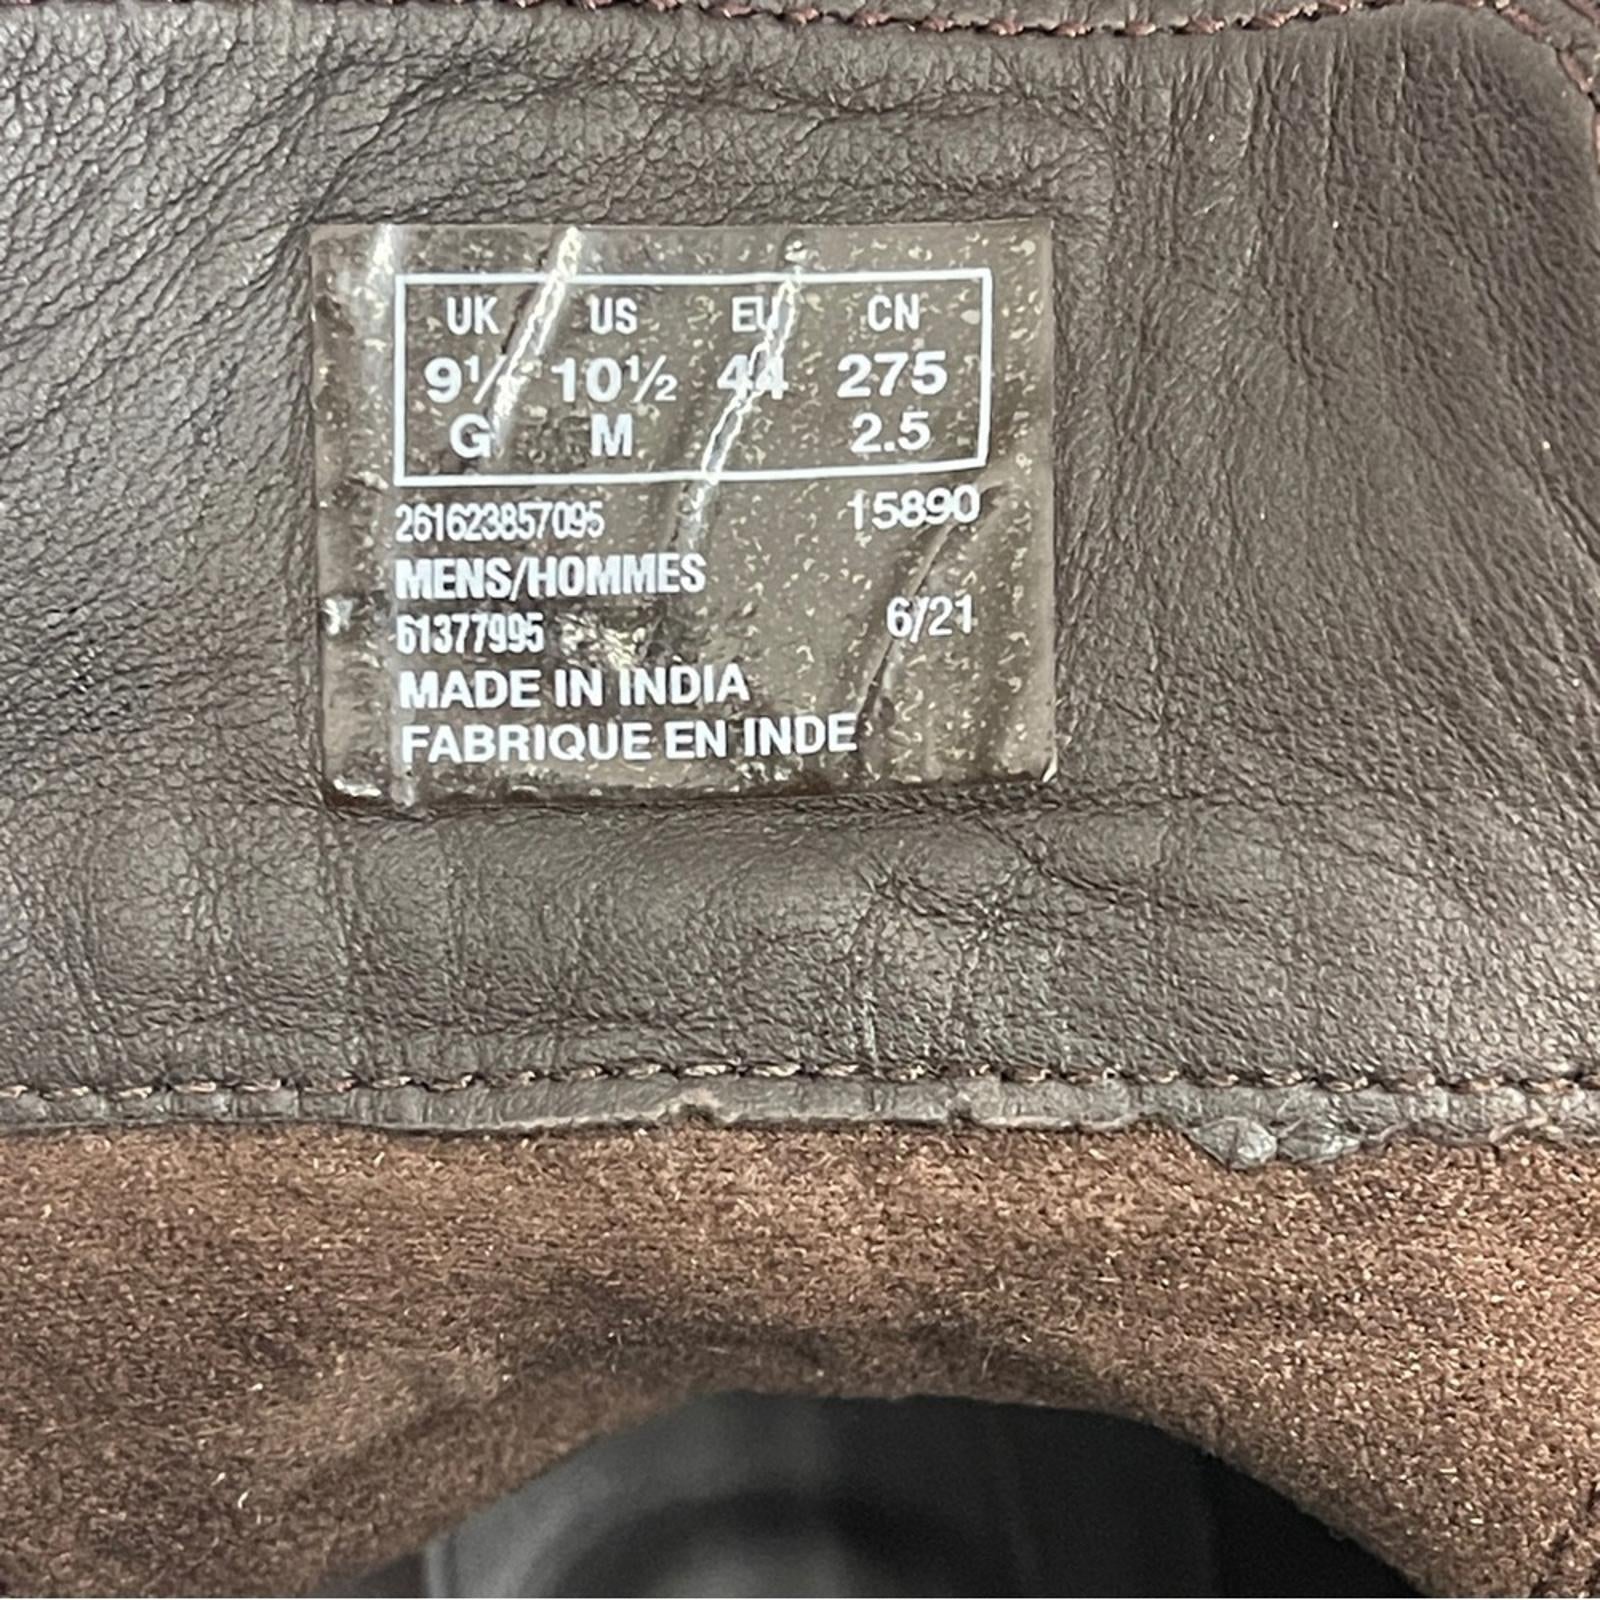 UK US EU CN
9½ 10½ 44 275
G M 2.5
261623857095 15890
MENS/HOMMES
61377995 6/21
MADE IN INDIA
FABRIQUE EN INDE